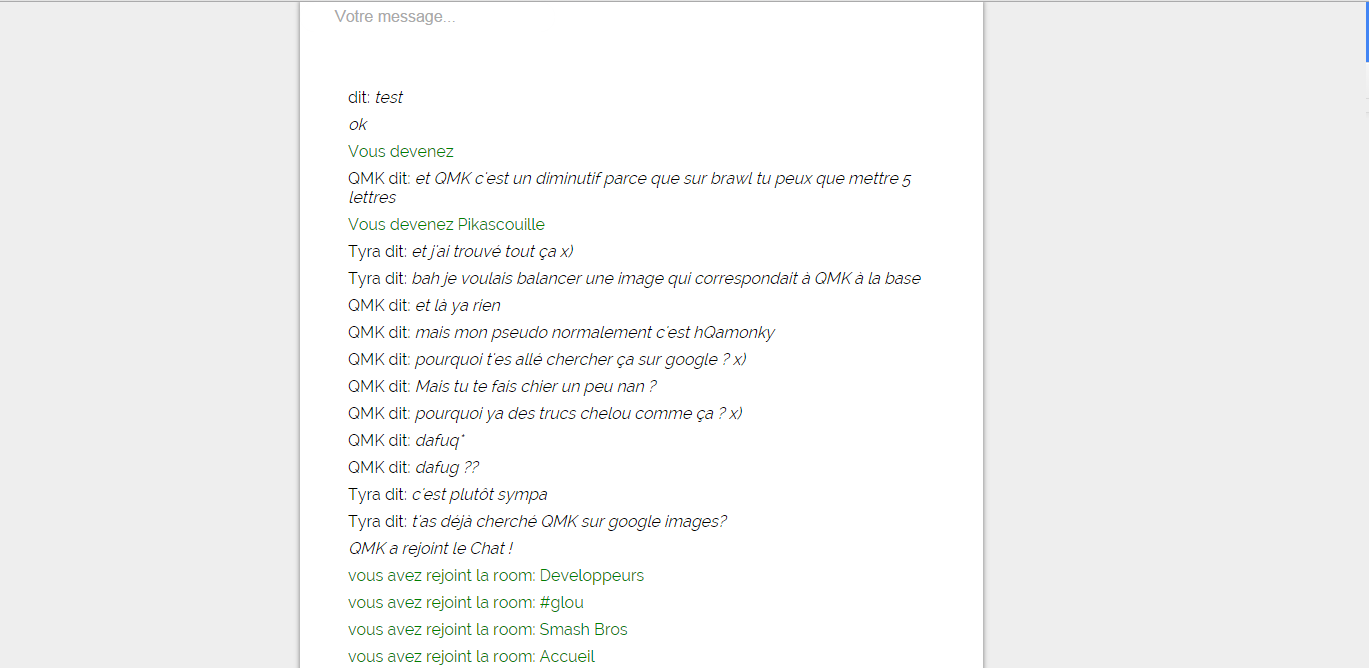 Votre message...
dit: test
ok
Vous devenez
QMK dit: et QMK c'est un diminutif parce que sur brawl tu peux que mettre 5
lettres
Vous devenez Pikascouille
Tyra dit: et j'ai trouvé tout ça x)
Tyra dit: bah je voulais balancer une image qui correspondait à QMK à la base
QMK dit: et là ya rien
QMK dit: mais mon pseudo normalement c'est hQamonky
QMK dit: pourquoi t'es allé chercher ça sur google ? x)
QMK dit: Mais tu te fais chier un peu nan ?
QMK dit: pourquoi ya des trucs chelou comme ça ? x)
QMK dit: dafuq*
QMK dit: dafug ??
Tyra dit: c'est plutôt sympa
Tyra dit: t'as déjà cherché QMK sur google images?
QMK a rejoint le Chat !
vous avez rejoint la room: Developpeurs
vous avez rejoint la room: #glou
vous avez rejoint la room: Smash Bros
vous avez rejoint la room: Accueil